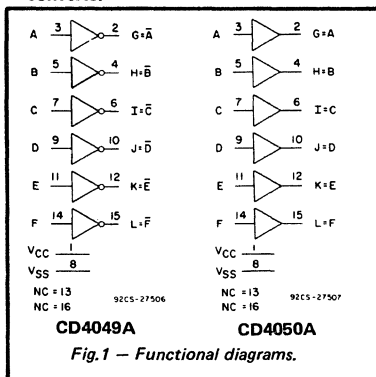 A 3 2 G=A̅
B 5 4 H=B̅
C 7 6 I=C̅
D 9 10 J=D̅
E 11 12 K=E̅
F 14 15 L=F̅
VCC 1
VSS 8
NC = 13
NC = 16
92CS-27506
CD4049A
A 3 2 G=A
B 5 4 H=B
C 7 6 I=C
D 9 10 J=D
E 11 12 K=E
F 14 15 L=F
VCC 1
VSS 8
NC = 13
NC = 16
92CS-27507
CD4050A
Fig.1 — Functional diagrams.